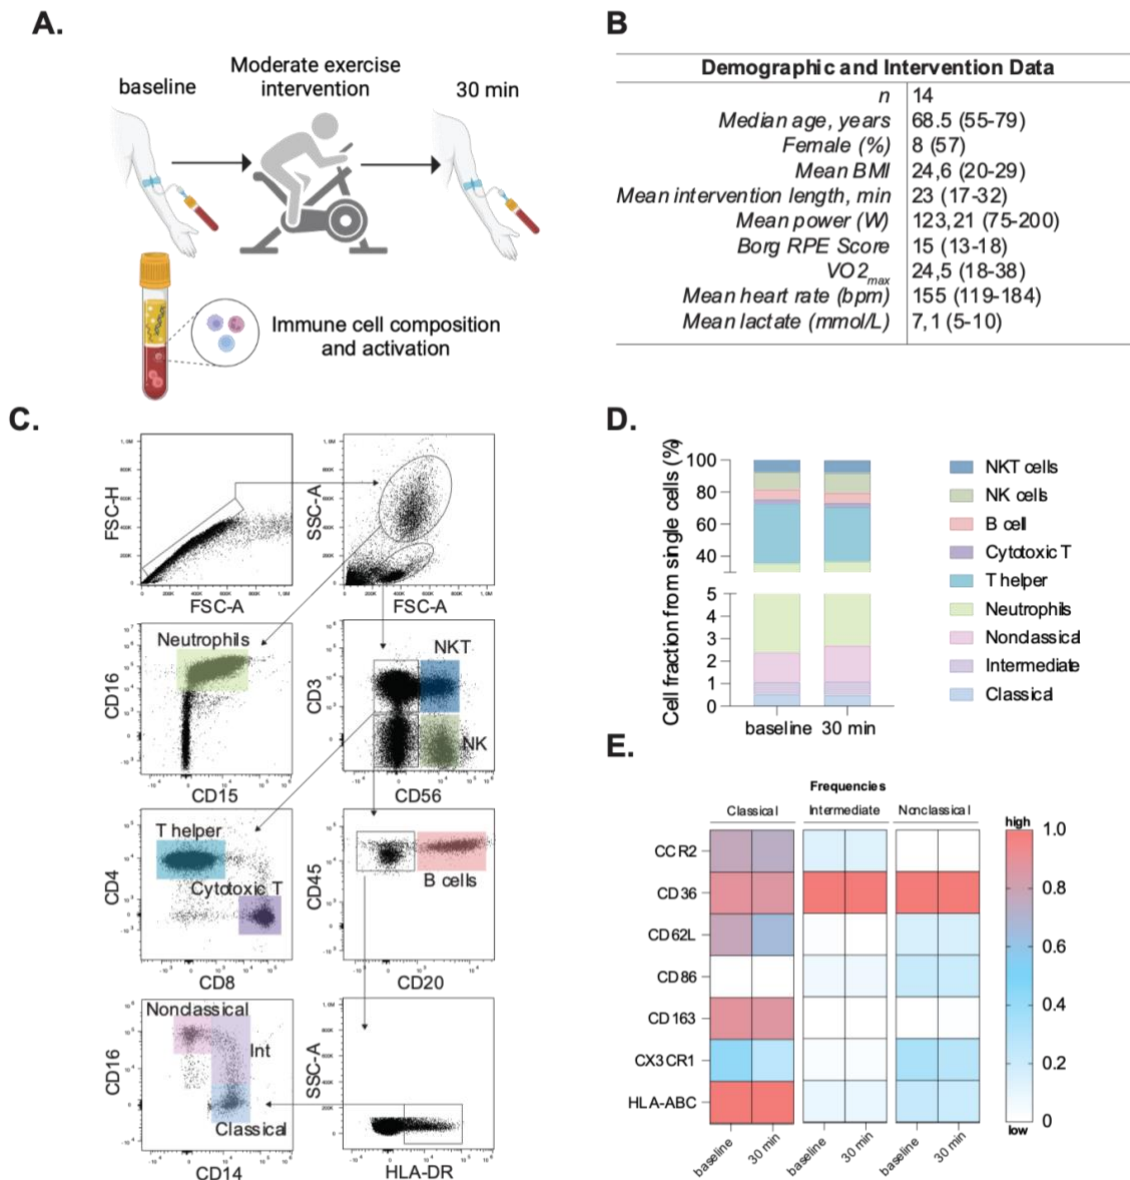 A.
baseline
Moderate exercise
intervention
30 min
Immune cell composition
and activation
B
Demographic and Intervention Data
n 14
Median age, years 68.5 (55-79)
Female (%) 8 (57)
Mean BMI 24,6 (20-29)
Mean intervention length, min 23 (17-32)
Mean power (W) 123,21 (75-200)
Borg RPE Score 15 (13-18)
VO2max 24,5 (18-38)
Mean heart rate (bpm) 155 (119-184)
Mean lactate (mmol/L) 7,1 (5-10)
C.
FSC-H
FSC-A
SSC-A
FSC-A
Neutrophils
CD16
CD15
NKT
CD3
NK
CD56
T helper
Cytotoxic T
CD4
CD8
CD45
B cells
CD20
Nonclassical
Int
Classical
CD16
CD14
SSC-A
HLA-DR
D.
Cell fraction from single cells (%)
100
80
60
40
5
4
3
2
1
0
baseline 30 min
NKT cells
NK cells
B cell
Cytotoxic T
T helper
Neutrophils
Nonclassical
Intermediate
Classical
E.
Frequencies
Classical Intermediate Nonclassical
CCR2
CD36
CD62L
CD86
CD163
CX3CR1
HLA-ABC
baseline 30 min baseline 30 min baseline 30 min
high
1.0
0.8
0.6
0.4
0.2
0
low